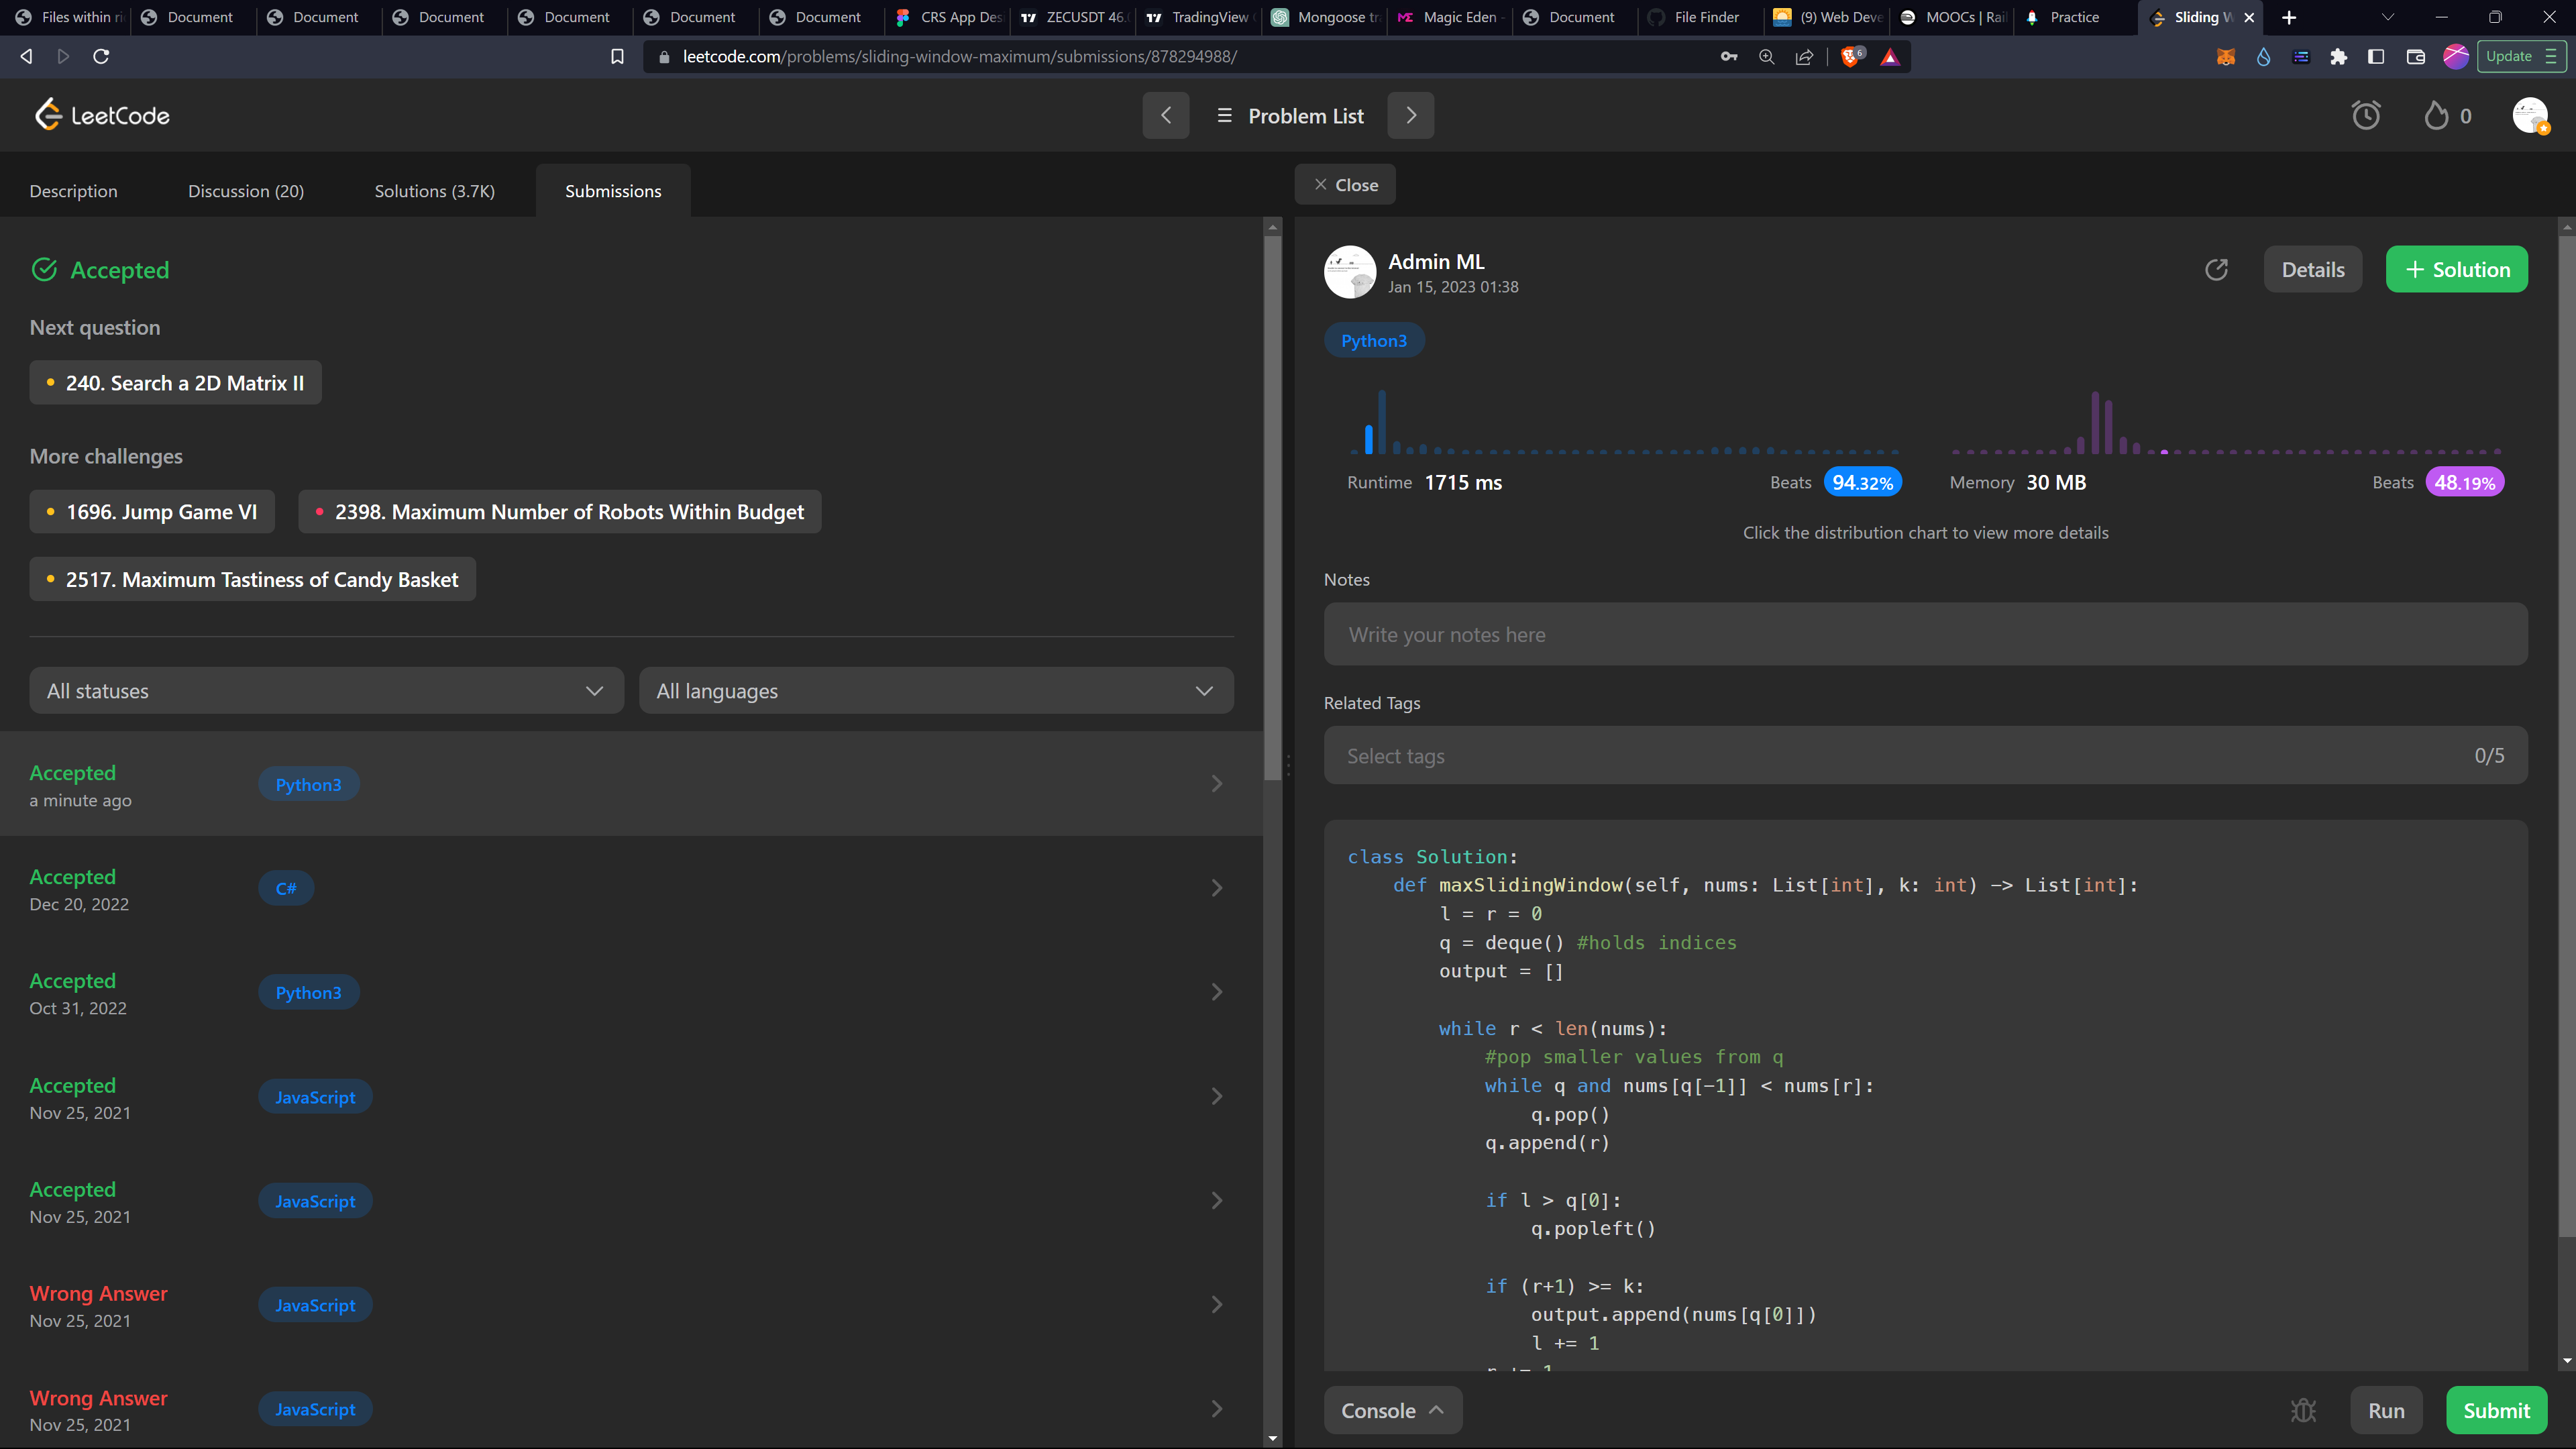 Files within ri
Document
Document
Document
Document
Document
Document
CRS App Des
ZECUSDT 46.
TradingView
Mongoose tr
Magic Eden -
Document
File Finder
(9) Web Deve
MOOCs | Rai
Practice
Sliding W
leetcode.com/problems/sliding-window-maximum/submissions/878294988/
6
Update
LeetCode
Problem List
0
Description
Discussion (20)
Solutions (3.7K)
Submissions
Close
Accepted
Next question
240. Search a 2D Matrix II
More challenges
1696. Jump Game VI
2398. Maximum Number of Robots Within Budget
2517. Maximum Tastiness of Candy Basket
All statuses
All languages
Accepted
a minute ago
Python3
Accepted
Dec 20, 2022
C#
Accepted
Oct 31, 2022
Python3
Accepted
Nov 25, 2021
JavaScript
Accepted
Nov 25, 2021
JavaScript
Wrong Answer
Nov 25, 2021
JavaScript
Wrong Answer
Nov 25, 2021
JavaScript
Admin ML
Jan 15, 2023 01:38
Details
+ Solution
Python3
Runtime 1715 ms
Beats 94.32%
Memory 30 MB
Beats 48.19%
Click the distribution chart to view more details
Notes
Write your notes here
Related Tags
Select tags
0/5
class Solution:
def maxSlidingWindow(self, nums: List[int], k: int) -> List[int]:
l = r = 0
q = deque() #holds indices
output = []
while r < len(nums):
#pop smaller values from q
while q and nums[q[-1]] < nums[r]:
q.pop()
q.append(r)
if l > q[0]:
q.popleft()
if (r+1) >= k:
output.append(nums[q[0]])
l += 1
r += 1
Console
Run
Submit